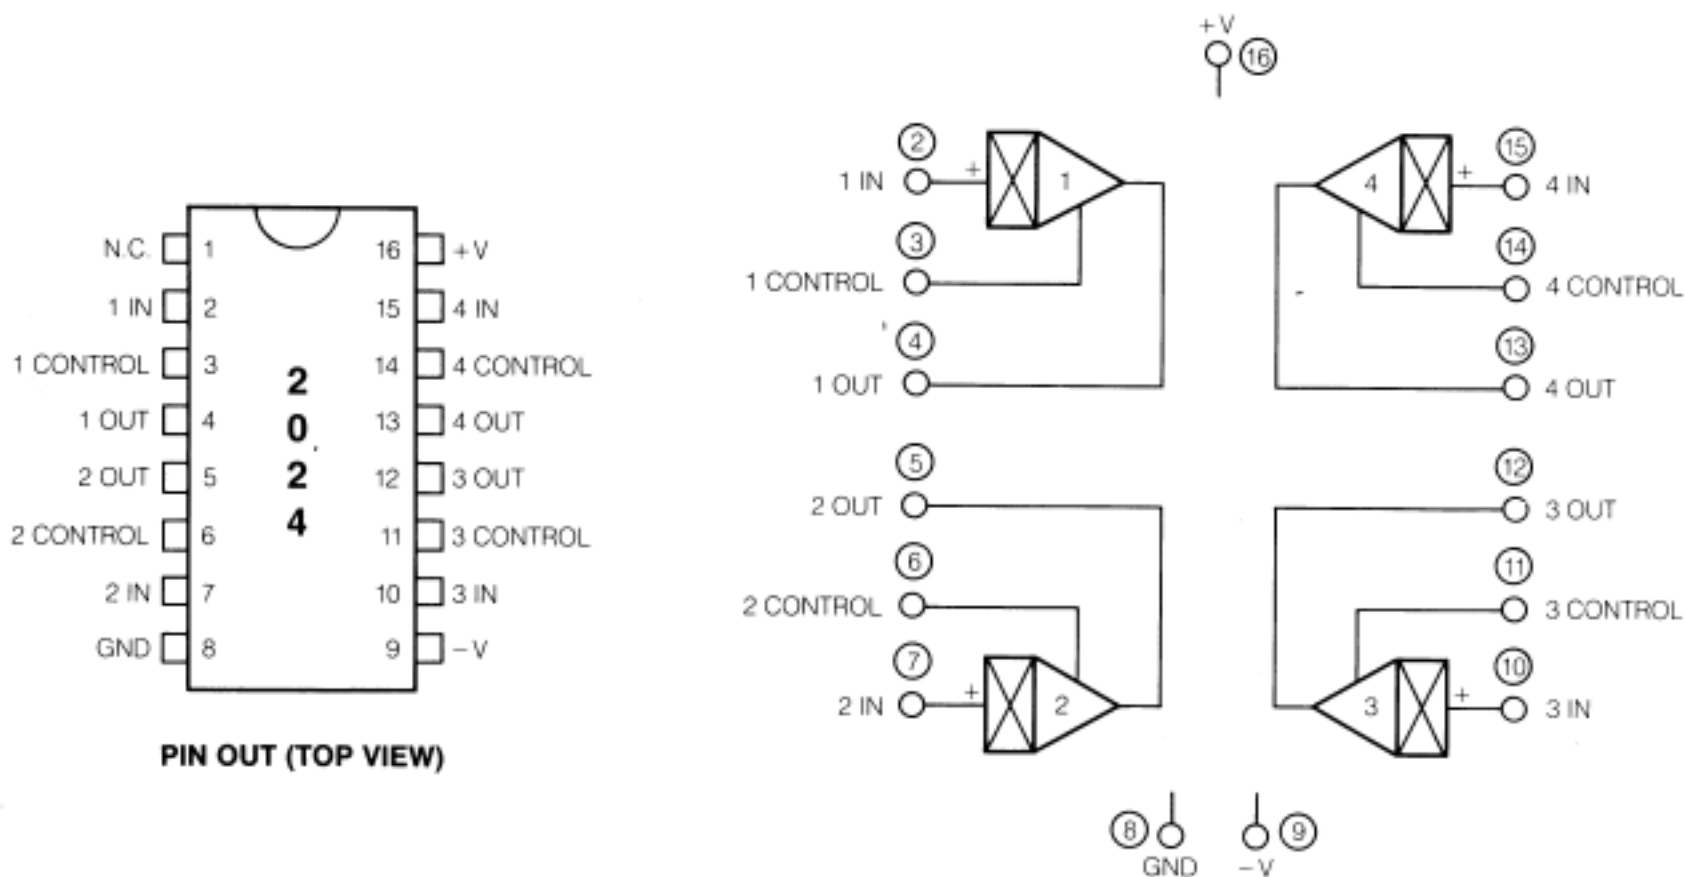 N.C. 1 16 +V
1 IN 2 15 4 IN
1 CONTROL 3 14 4 CONTROL
1 OUT 4 13 4 OUT
2 OUT 5 12 3 OUT
2 CONTROL 6 11 3 CONTROL
2 IN 7 10 3 IN
GND 8 9 −V
2
0
2
4
PIN OUT (TOP VIEW)
+V 16
2 15
1 IN + 1 4 + 4 IN
3 14
1 CONTROL 4 CONTROL
4 13
1 OUT 4 OUT
5 12
2 OUT 3 OUT
6 11
2 CONTROL 3 CONTROL
7 10
2 IN + 2 3 + 3 IN
8 9
GND −V